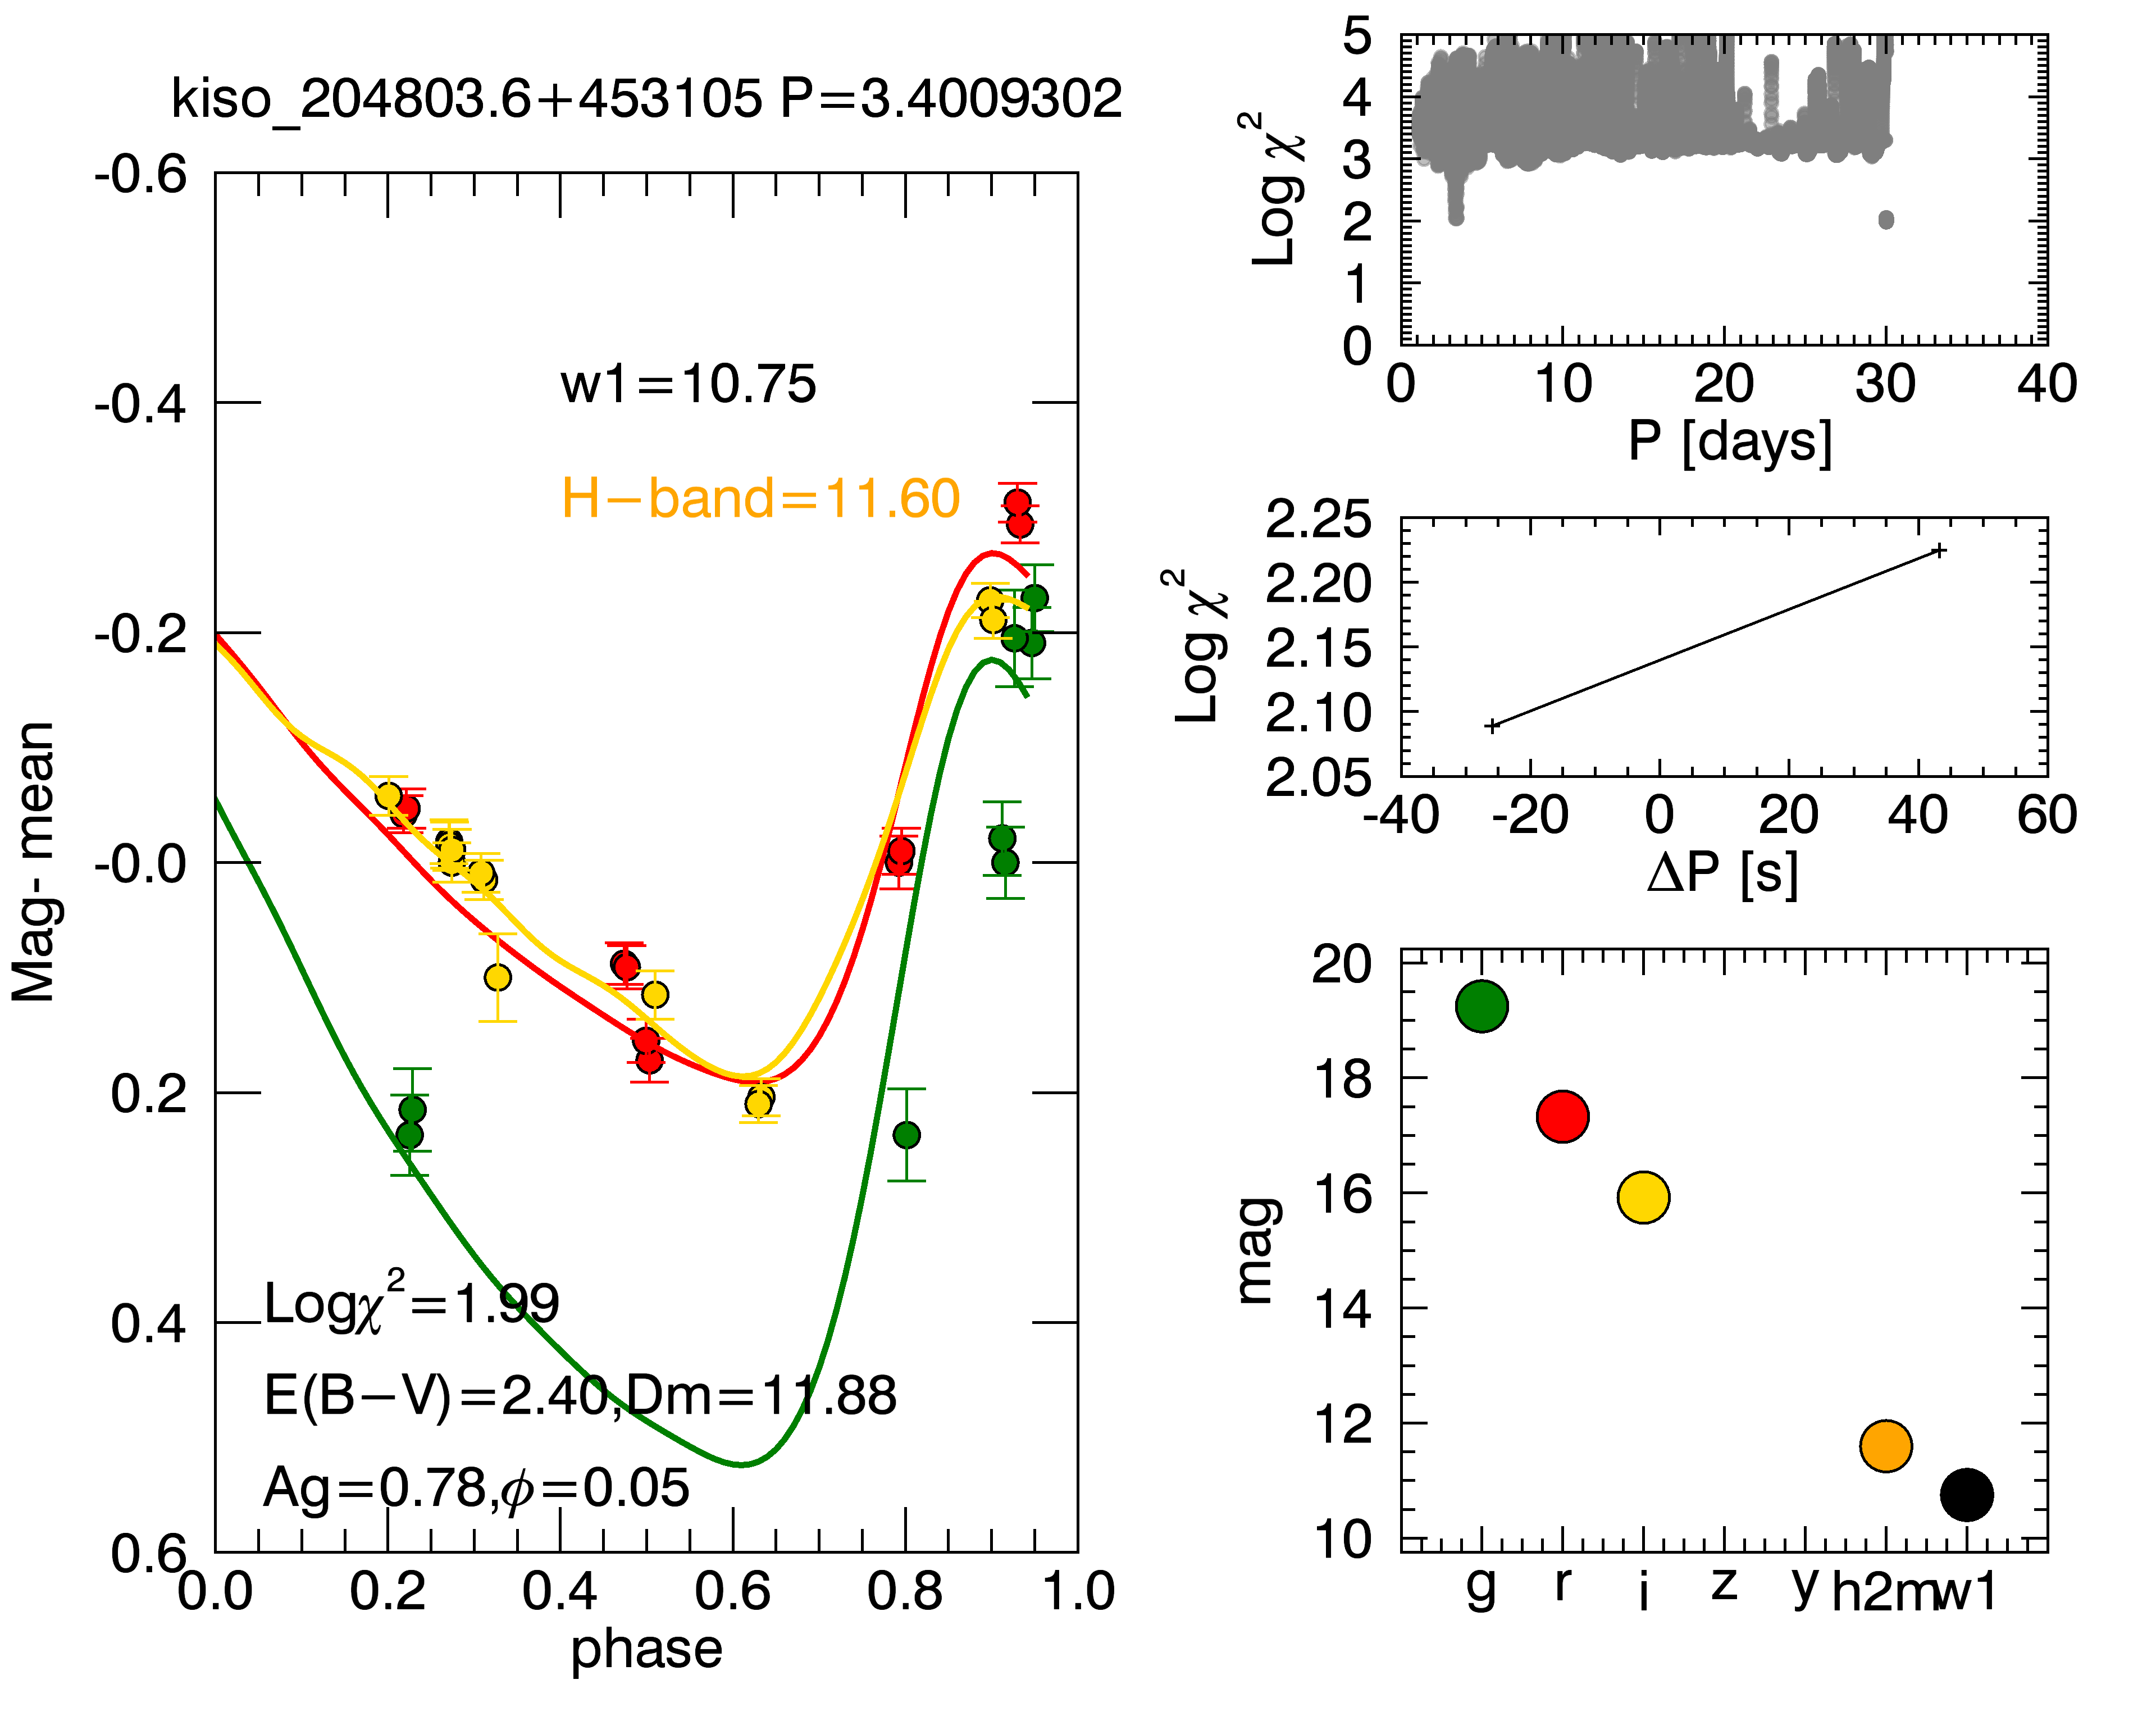 kiso_204803.6+453105 P=3.4009302
-0.6
-0.4
-0.2
-0.0
0.2
0.4
0.6
Mag- mean
w1=10.75
H-band=11.60
Logχ²=1.99
E(B-V)=2.40,Dm=11.88
Ag=0.78,ϕ=0.05
0.0 0.2 0.4 0.6 0.8 1.0
phase
5
4
3
2
1
0
Log χ²
0 10 20 30 40
P [days]
2.25
2.20
2.15
2.10
2.05
Log χ²
-40 -20 0 20 40 60
ΔP [s]
20
18
16
14
12
10
mag
g r i z y h2m w1